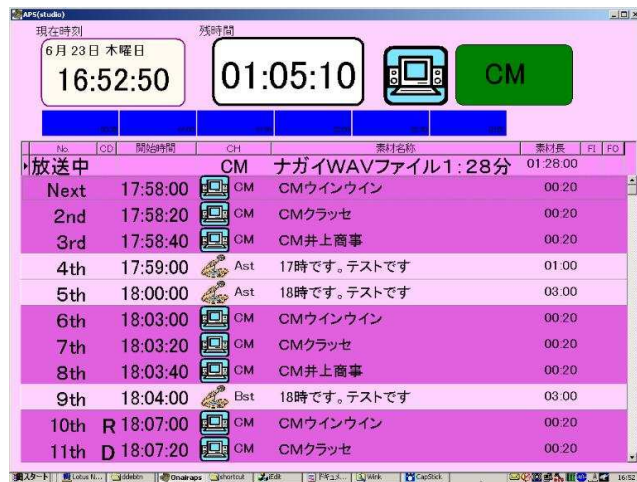 APS(studio)
現在時刻
残時間
6月23日 木曜日
16:52:50
01:05:10
CM
No. CD 開始時間 CH 素材名称 素材長 FI FO
放送中 CM ナガイWAVファイル1:28分 01:28:00
Next 17:58:00 CM CMウインウイン 00:20
2nd 17:58:20 CM CMクラッセ 00:20
3rd 17:58:40 CM CM井上商事 00:20
4th 17:59:00 Ast 17時です。テストです 01:00
5th 18:00:00 Ast 18時です。テストです 03:00
6th 18:03:00 CM CMウインウイン 00:20
7th 18:03:20 CM CMクラッセ 00:20
8th 18:03:40 CM CM井上商事 00:20
9th 18:04:00 Bst 18時です。テストです 03:00
10th R 18:07:00 CM CMウインウイン 00:20
11th D 18:07:20 CM CMクラッセ 00:20
スタート Lotus N... ddebtn Onairaps shortcut Edit Wink CapStick 16:52